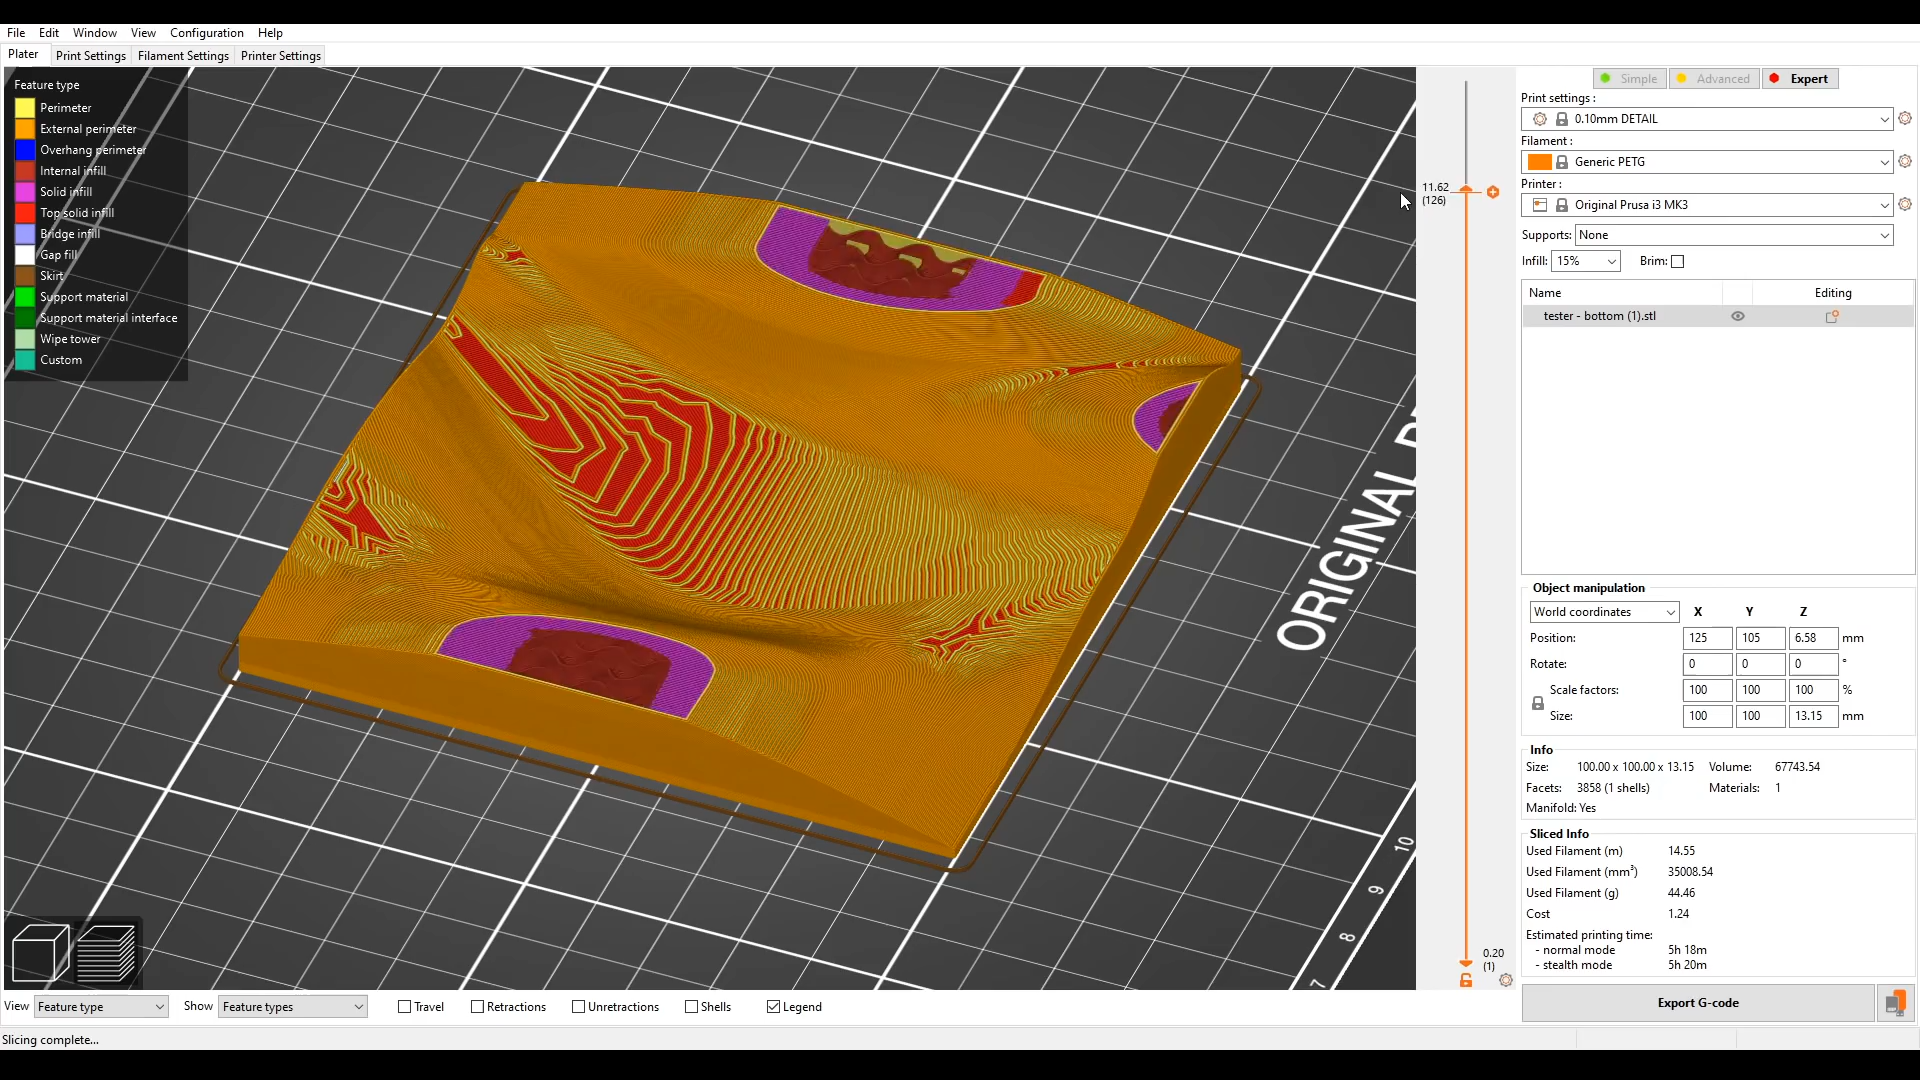 File Edit Window View Configuration Help
Plater Print Settings Filament Settings Printer Settings
Feature type
Perimeter
External perimeter
Overhang perimeter
Internal infill
Solid infill
Top solid infill
Bridge infill
Gap fill
Skirt
Support material
Support material interface
Wipe tower
Custom
ORIGINAL
10
9
8
7
11.62
(126)
0.20
(1)
Simple Advanced Expert
Print settings :
0.10mm DETAIL
Filament :
Generic PETG
Printer :
Original Prusa i3 MK3
Supports: None
Infill: 15% Brim:
Name Editing
tester - bottom (1).stl
Object manipulation
World coordinates X Y Z
Position: 125 105 6.58 mm
Rotate: 0 0 0 °
Scale factors: 100 100 100 %
Size: 100 100 13.15 mm
Info
Size: 100.00 x 100.00 x 13.15 Volume: 67743.54
Facets: 3858 (1 shells) Materials: 1
Manifold: Yes
Sliced Info
Used Filament (m) 14.55
Used Filament (mm³) 35008.54
Used Filament (g) 44.46
Cost 1.24
Estimated printing time:
- normal mode 5h 18m
- stealth mode 5h 20m
Export G-code
View Feature type Show Feature types Travel Retractions Unretractions Shells Legend
Slicing complete...